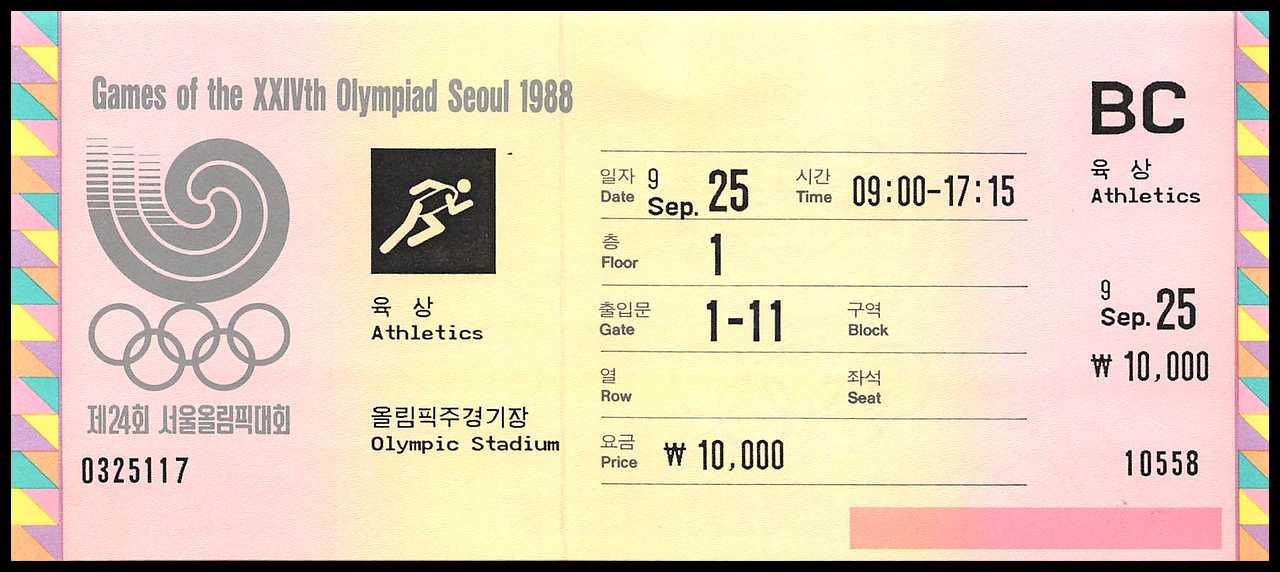 Games of the XXIVth Olympiad Seoul 1988
제24회 서울올림픽대회
0325117
육 상
Athletics
올림픽주경기장
Olympic Stadium
일자 9 시간
Date Sep. 25 Time 09:00-17:15
층
Floor 1
출입문 구역
Gate 1-11 Block
열 좌석
Row Seat
요금
Price ₩ 10,000
BC
육 상
Athletics
9
Sep. 25
₩ 10,000
10558